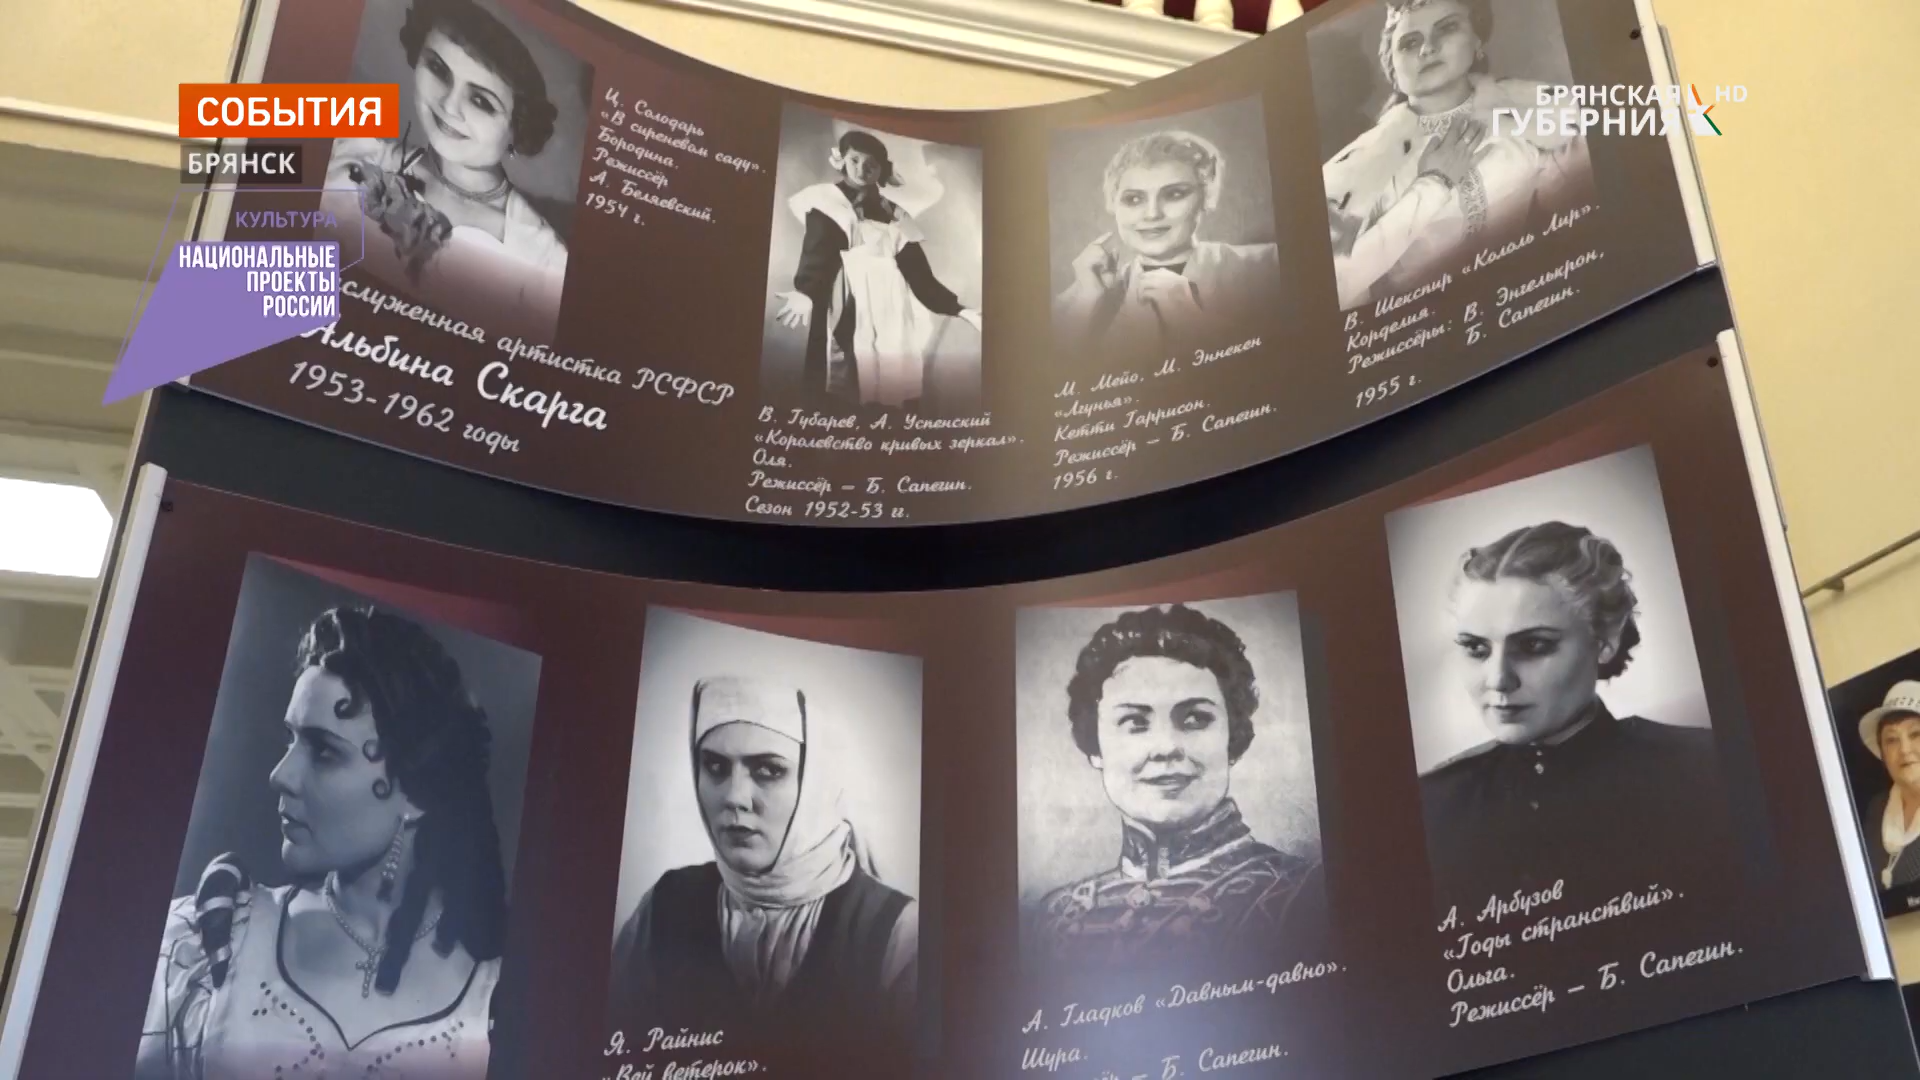 СОБЫТИЯ
БРЯНСК
КУЛЬТУРА
НАЦИОНАЛЬНЫЕ
ПРОЕКТЫ
РОССИИ
БРЯНСКАЯ HD
ГУБЕРНИЯ
Ц. Солодарь
«В сиреневом саду».
Бородина.
Режиссёр
А. Белявский.
1954 г.
служенная артистка РСФСР
Альбина Скарга
1953-1962 годы
В. Губарев, А. Успенский
«Королевство кривых зеркал».
Оля.
Режиссёр – Б. Сапегин.
Сезон 1952-53 гг.
М. Мейо, М. Эннекен
«Лгунья».
Кетти Гаррисон.
Режиссёр – Б. Сапегин.
1956 г.
В. Шекспир «Король Лир».
Корделия.
Режиссёры: В. Энгелькрон,
Б. Сапегин.
1955 г.
Я. Райнис
«Вей ветерок».
А. Гладков «Давным-давно».
Шура.
– Б. Сапегин.
А. Арбузов
«Годы странствий».
Ольга.
Режиссёр – Б. Сапегин.